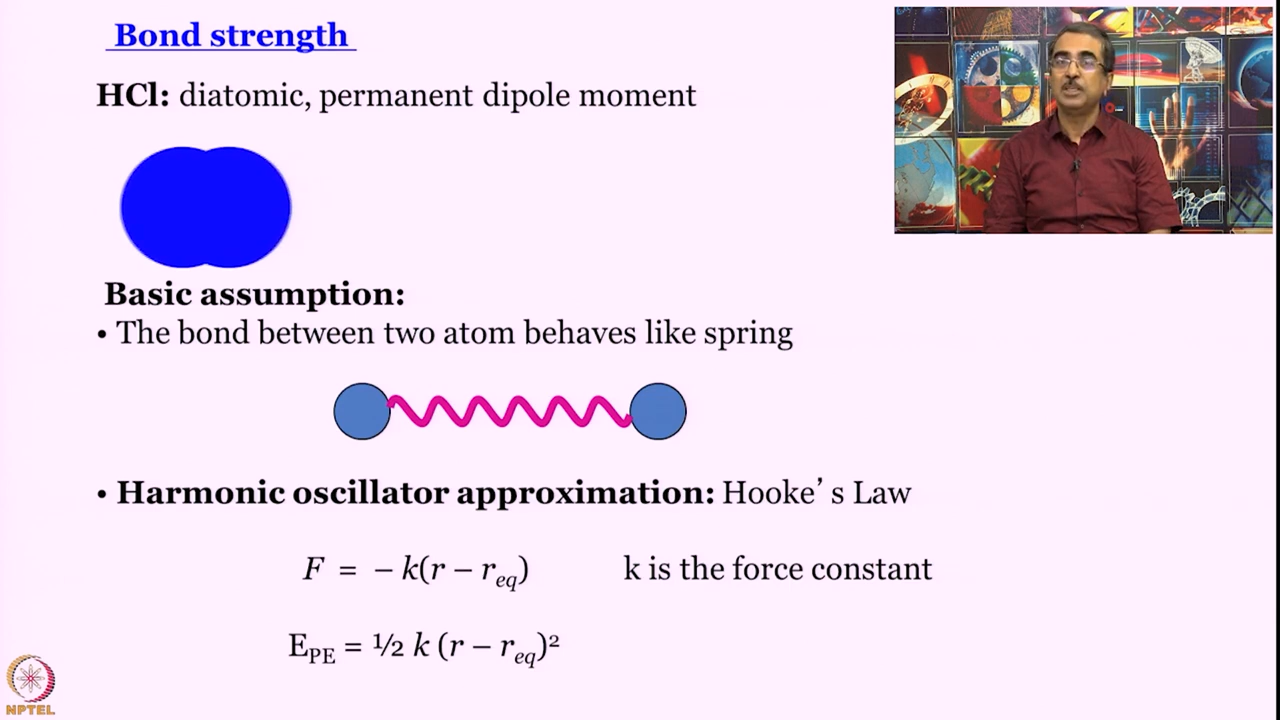 Bond strength
HCl: diatomic, permanent dipole moment
Basic assumption:
• The bond between two atom behaves like spring
• Harmonic oscillator approximation: Hooke’ s Law
F = − k(r − r_eq)   k is the force constant
E_PE = ½ k (r − r_eq)²
NPTEL